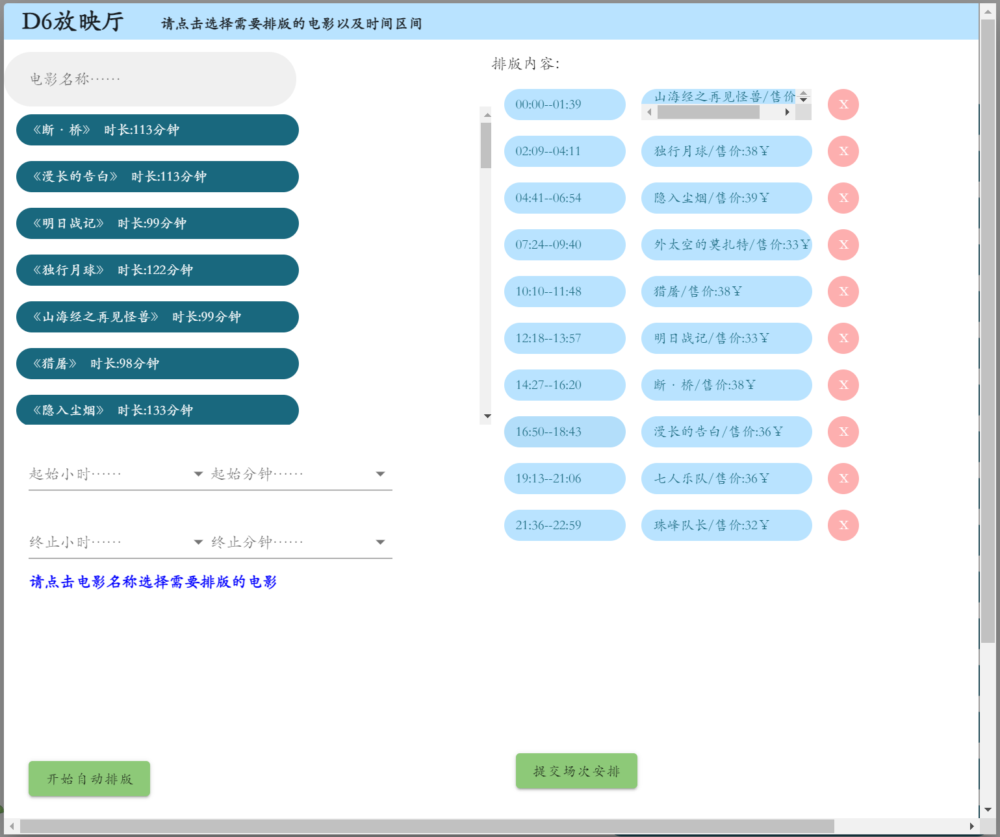 D6放映厅 请点击选择需要排版的电影以及时间区间
电影名称……
《断·桥》 时长:113分钟
《漫长的告白》 时长:113分钟
《明日战记》 时长:99分钟
《独行月球》 时长:122分钟
《山海经之再见怪兽》 时长:99分钟
《猎屠》 时长:98分钟
《隐入尘烟》 时长:133分钟
起始小时…… 起始分钟……
终止小时…… 终止分钟……
请点击电影名称选择需要排版的电影
开始自动排版
排版内容:
00:00--01:39 山海经之再见怪兽/售价 X
02:09--04:11 独行月球/售价:38￥ X
04:41--06:54 隐入尘烟/售价:39￥ X
07:24--09:40 外太空的莫扎特/售价:33￥ X
10:10--11:48 猎屠/售价:38￥ X
12:18--13:57 明日战记/售价:33￥ X
14:27--16:20 断·桥/售价:38￥ X
16:50--18:43 漫长的告白/售价:36￥ X
19:13--21:06 七人乐队/售价:36￥ X
21:36--22:59 珠峰队长/售价:32￥ X
提交场次安排